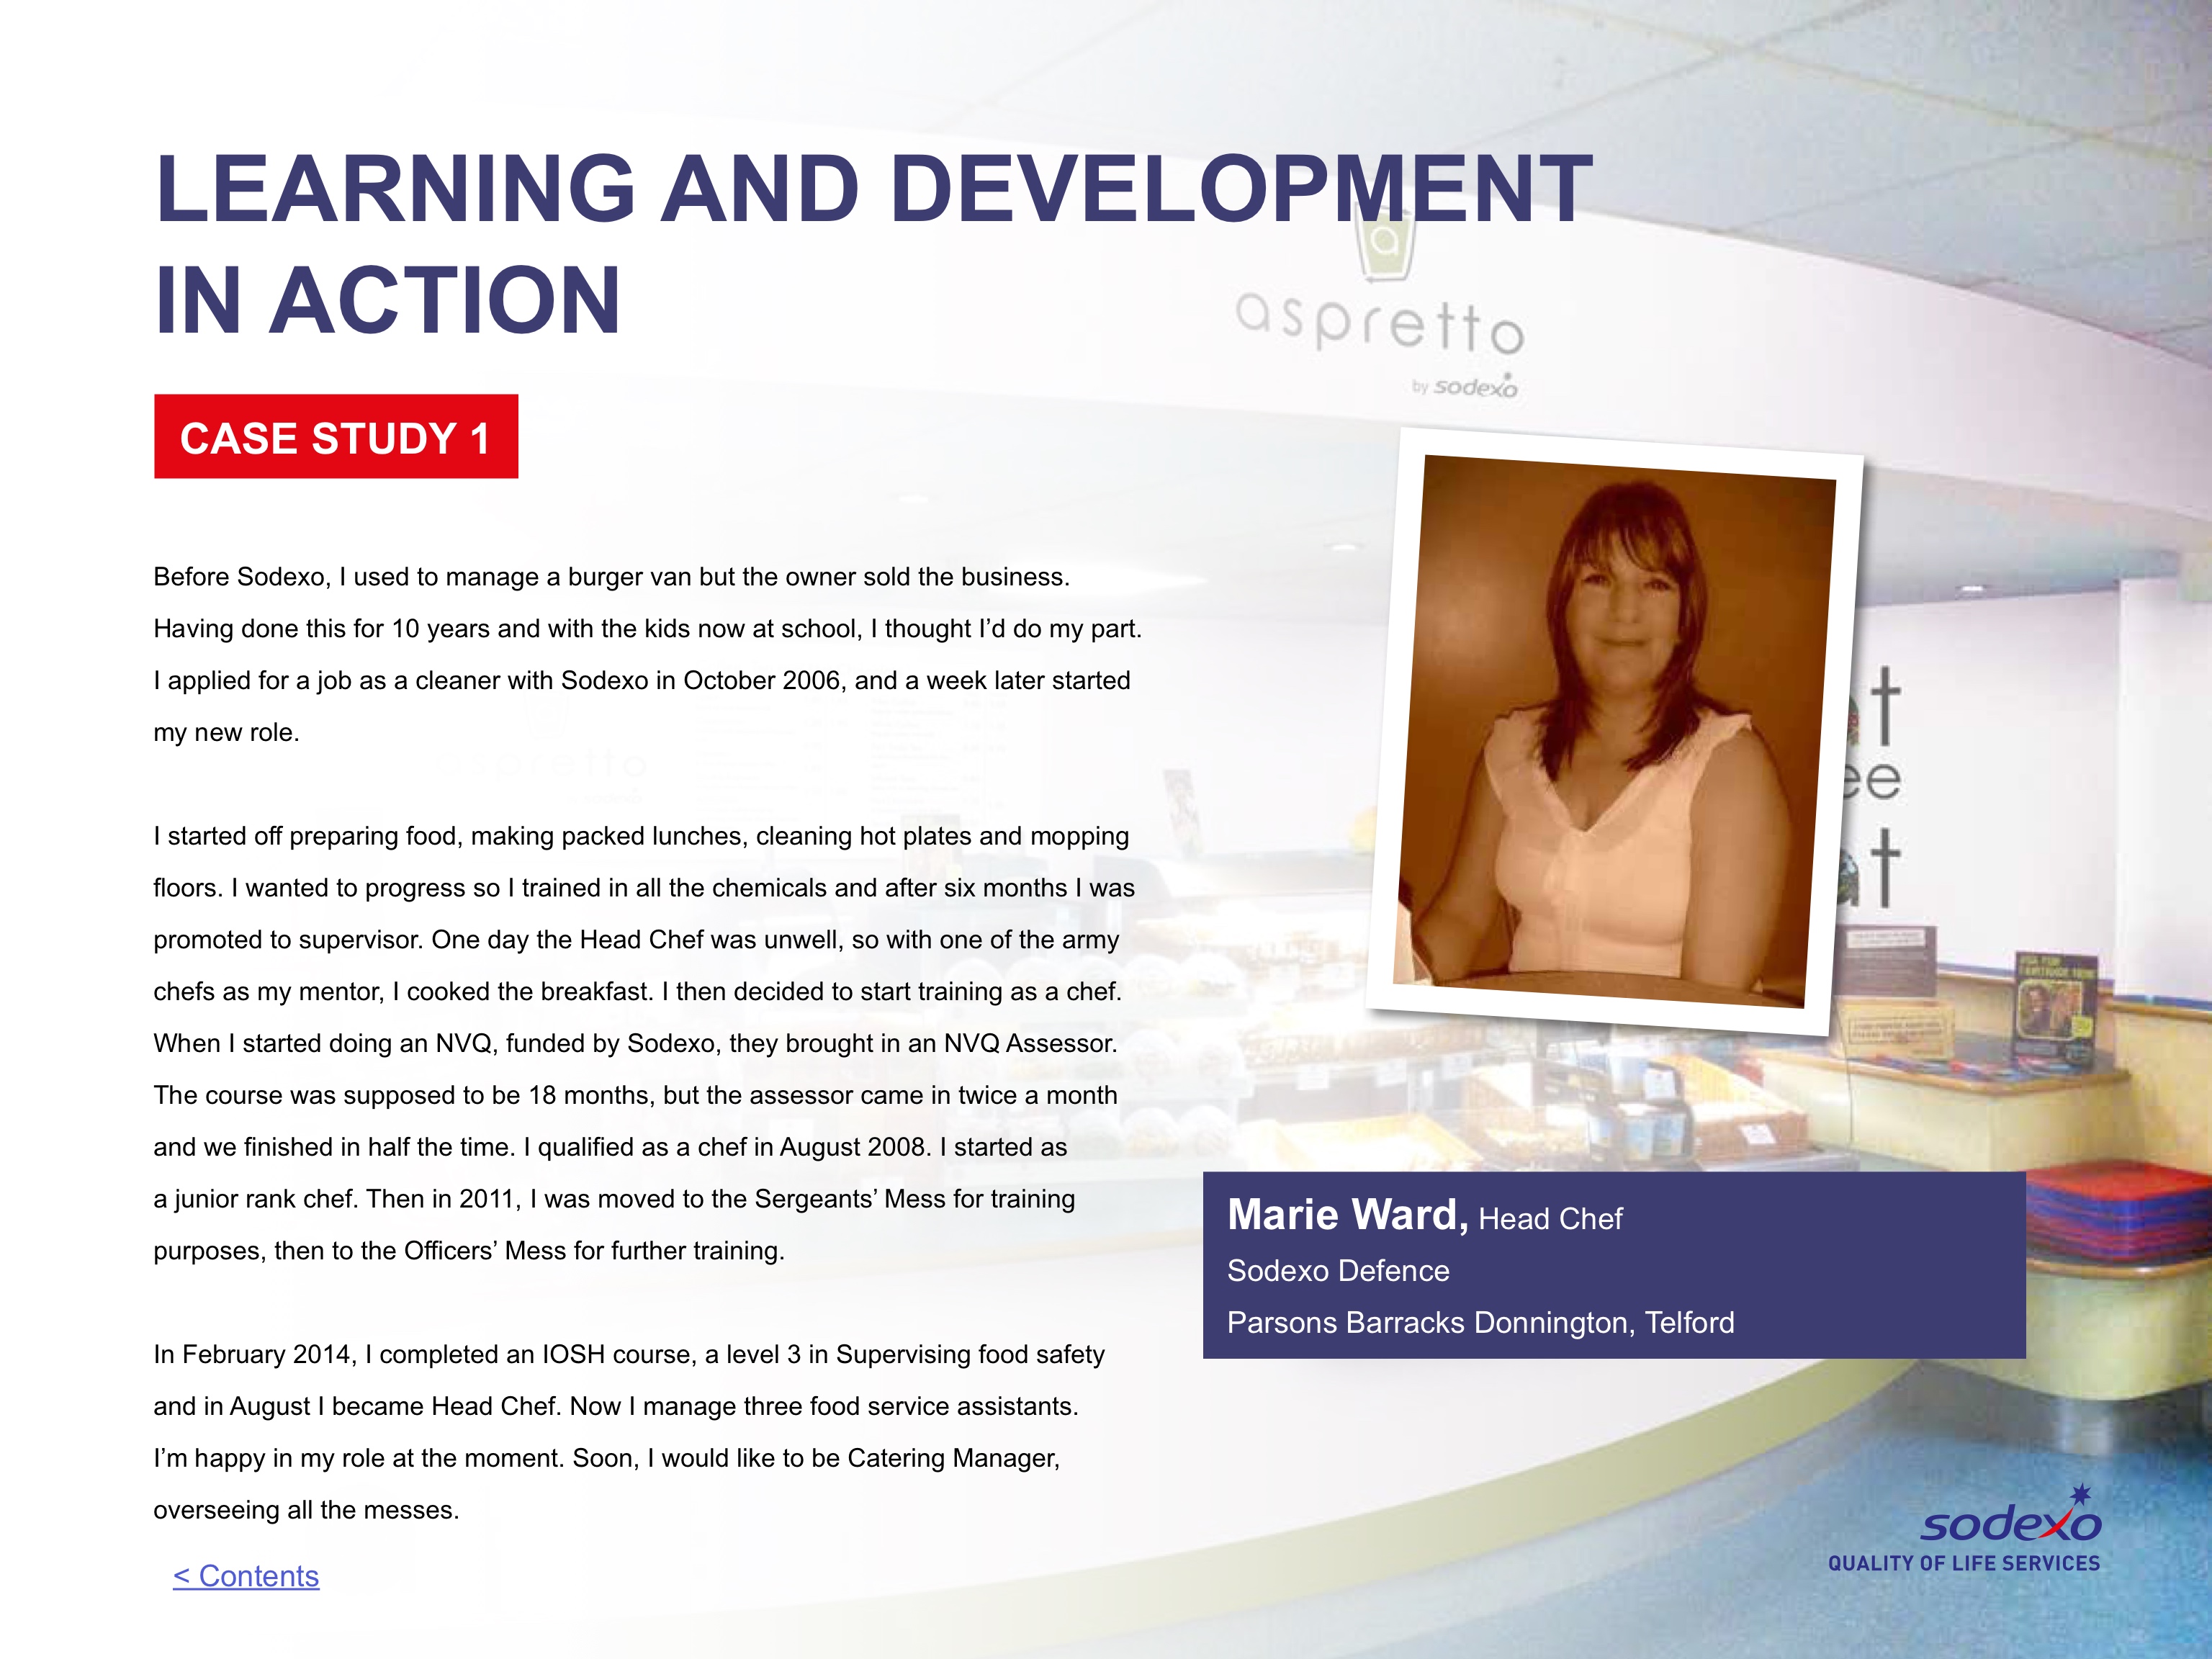 LEARNING AND DEVELOPMENT
IN ACTION
a
aspretto
by sodexo
CASE STUDY 1
Before Sodexo, I used to manage a burger van but the owner sold the business.
Having done this for 10 years and with the kids now at school, I thought I’d do my part.
I applied for a job as a cleaner with Sodexo in October 2006, and a week later started
my new role.
I started off preparing food, making packed lunches, cleaning hot plates and mopping
floors. I wanted to progress so I trained in all the chemicals and after six months I was
promoted to supervisor. One day the Head Chef was unwell, so with one of the army
chefs as my mentor, I cooked the breakfast. I then decided to start training as a chef.
When I started doing an NVQ, funded by Sodexo, they brought in an NVQ Assessor.
The course was supposed to be 18 months, but the assessor came in twice a month
and we finished in half the time. I qualified as a chef in August 2008. I started as
a junior rank chef. Then in 2011, I was moved to the Sergeants’ Mess for training
purposes, then to the Officers’ Mess for further training.
In February 2014, I completed an IOSH course, a level 3 in Supervising food safety
and in August I became Head Chef. Now I manage three food service assistants.
I’m happy in my role at the moment. Soon, I would like to be Catering Manager,
overseeing all the messes.
< Contents
aspretto
Marie Ward, Head Chef
Sodexo Defence
Parsons Barracks Donnington, Telford
sodexo
QUALITY OF LIFE SERVICES